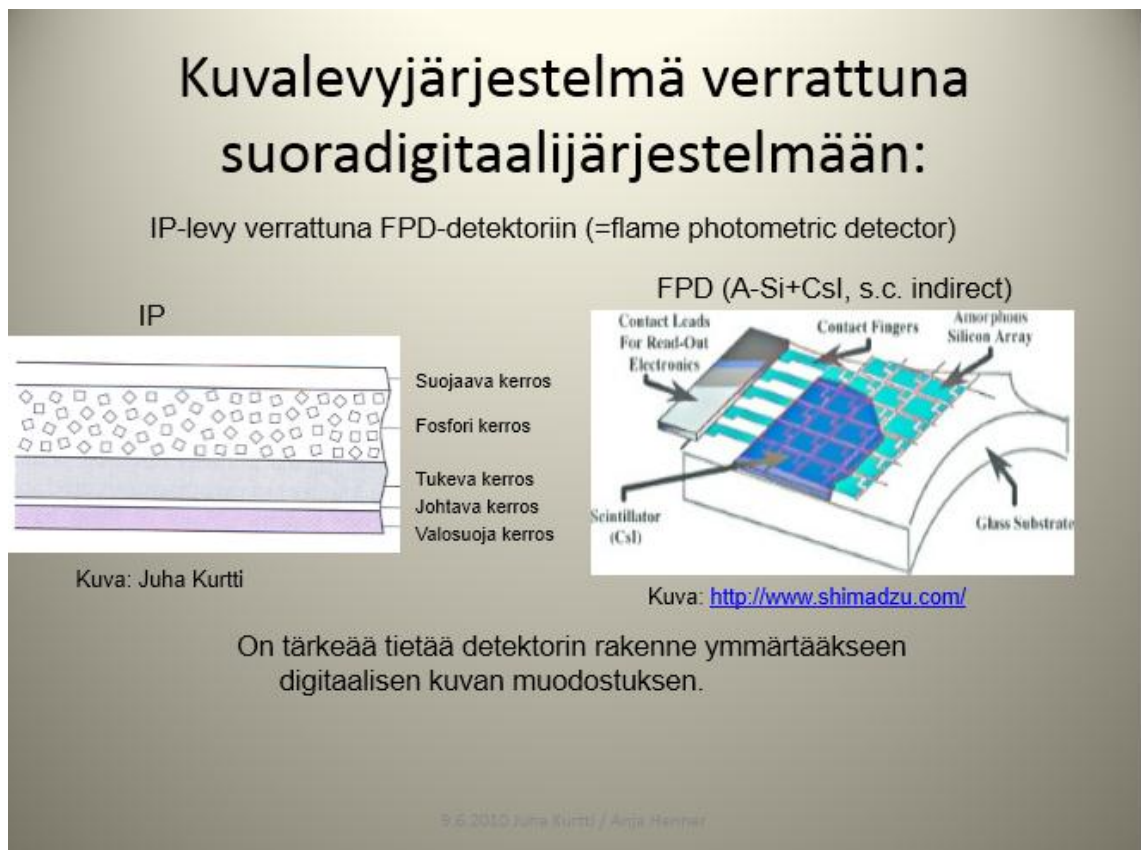 Kuvalevyjärjestelmä verrattuna
suoradigitaalijärjestelmään:
IP-levy verrattuna FPD-detektoriin (=flame photometric detector)
IP
Suojaava kerros
Fosfori kerros
Tukeva kerros
Johtava kerros
Valosuoja kerros
Kuva: Juha Kurtti
FPD (A-Si+CsI, s.c. indirect)
Contact Leads
For Read-Out
Electronics
Contact Fingers
Amorphous
Silicon Array
Scintillator
(CsI)
Glass Substrate
Kuva: http://www.shimadzu.com/
On tärkeää tietää detektorin rakenne ymmärtääkseen
digitaalisen kuvan muodostuksen.
9.6.2010 Juha Kurtti / Anja Henner